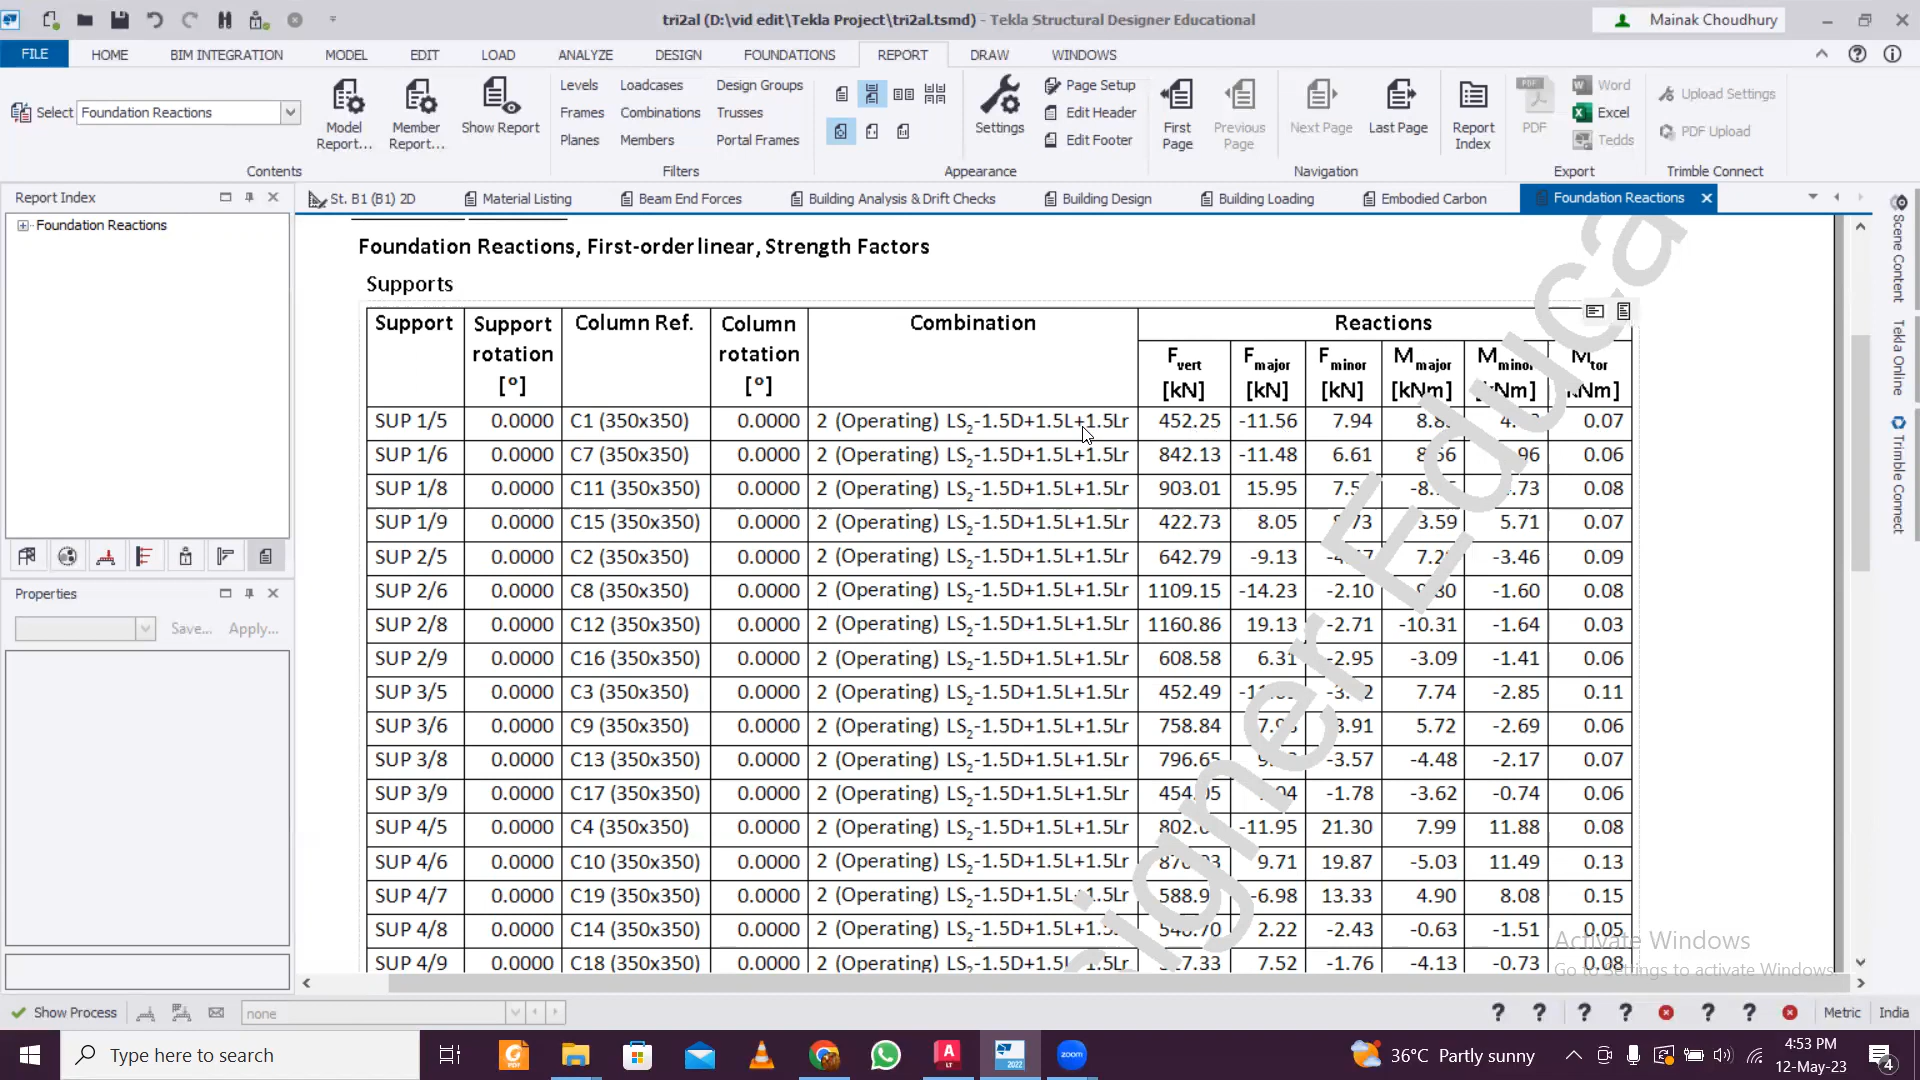 tri2al (D:\vid edit\Tekla Project\tri2al.tsmd) - Tekla Structural Designer Educational
Mainak Choudhury
FILE HOME BIM INTEGRATION MODEL EDIT LOAD ANALYZE DESIGN FOUNDATIONS REPORT DRAW WINDOWS
Select Foundation Reactions
Model Report...
Member Report...
Show Report
Contents
Levels Loadcases Design Groups
Frames Combinations Trusses
Planes Members Portal Frames
Filters
Settings
Page Setup
Edit Header
Edit Footer
Appearance
First Page
Previous Page
Next Page
Last Page
Navigation
Report Index
PDF
Word
Excel
Tedds
Export
Upload Settings
PDF Upload
Trimble Connect
Report Index
Foundation Reactions
St. B1 (B1) 2D Material Listing Beam End Forces Building Analysis & Drift Checks Building Design Building Loading Embodied Carbon Foundation Reactions
Scene Content
Tekla Online
Trimble Connect
Properties
Save... Apply...
Foundation Reactions, First-order linear, Strength Factors
Supports
Support Support rotation [°] Column Ref. Column rotation [°] Combination Reactions
Fvert [kN] Fmajor [kN] Fminor [kN] Mmajor [kNm] Mminor [kNm] Mtor [kNm]
SUP 1/5 0.0000 C1 (350x350) 0.0000 2 (Operating) LS2-1.5D+1.5L+1.5Lr 452.25 -11.56 7.94 0.07
SUP 1/6 0.0000 C7 (350x350) 0.0000 2 (Operating) LS2-1.5D+1.5L+1.5Lr 842.13 -11.48 6.61 0.06
SUP 1/8 0.0000 C11 (350x350) 0.0000 2 (Operating) LS2-1.5D+1.5L+1.5Lr 903.01 15.95 0.08
SUP 1/9 0.0000 C15 (350x350) 0.0000 2 (Operating) LS2-1.5D+1.5L+1.5Lr 422.73 8.05 5.71 0.07
SUP 2/5 0.0000 C2 (350x350) 0.0000 2 (Operating) LS2-1.5D+1.5L+1.5Lr 642.79 -9.13 -3.46 0.09
SUP 2/6 0.0000 C8 (350x350) 0.0000 2 (Operating) LS2-1.5D+1.5L+1.5Lr 1109.15 -14.23 -2.10 -1.60 0.08
SUP 2/8 0.0000 C12 (350x350) 0.0000 2 (Operating) LS2-1.5D+1.5L+1.5Lr 1160.86 19.13 -2.71 -10.31 -1.64 0.03
SUP 2/9 0.0000 C16 (350x350) 0.0000 2 (Operating) LS2-1.5D+1.5L+1.5Lr 608.58 6.31 -2.95 -3.09 -1.41 0.06
SUP 3/5 0.0000 C3 (350x350) 0.0000 2 (Operating) LS2-1.5D+1.5L+1.5Lr 452.49 7.74 -2.85 0.11
SUP 3/6 0.0000 C9 (350x350) 0.0000 2 (Operating) LS2-1.5D+1.5L+1.5Lr 758.84 5.72 -2.69 0.06
SUP 3/8 0.0000 C13 (350x350) 0.0000 2 (Operating) LS2-1.5D+1.5L+1.5Lr 796.65 -3.57 -4.48 -2.17 0.07
SUP 3/9 0.0000 C17 (350x350) 0.0000 2 (Operating) LS2-1.5D+1.5L+1.5Lr -1.78 -3.62 -0.74 0.06
SUP 4/5 0.0000 C4 (350x350) 0.0000 2 (Operating) LS2-1.5D+1.5L+1.5Lr -11.95 21.30 7.99 11.88 0.08
SUP 4/6 0.0000 C10 (350x350) 0.0000 2 (Operating) LS2-1.5D+1.5L+1.5Lr 9.71 19.87 -5.03 11.49 0.13
SUP 4/7 0.0000 C19 (350x350) 0.0000 2 (Operating) LS2-1.5D+1.5L+1.5Lr -6.98 13.33 4.90 8.08 0.15
SUP 4/8 0.0000 C14 (350x350) 0.0000 2 (Operating) 2.22 -2.43 -0.63 -1.51 0.05
SUP 4/9 0.0000 C18 (350x350) 0.0000 2 (Operating) 7.52 -1.76 -4.13 -0.73 0.08
Activate Windows
Go to Settings to activate Windows.
Show Process none
Metric India
Type here to search
zoom
36°C Partly sunny
4:53 PM
12-May-23
4